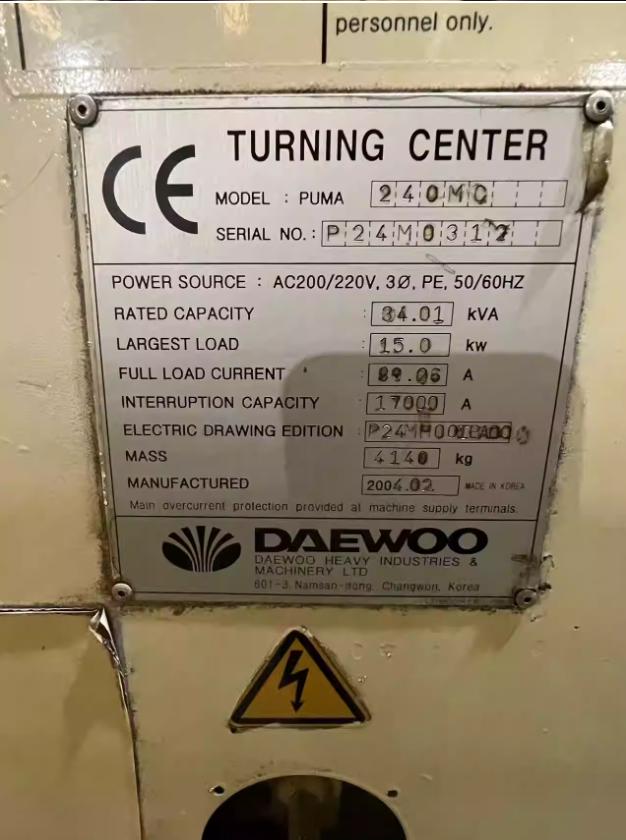 personnel only.
CE
TURNING CENTER
MODEL : PUMA 240MC
SERIAL NO. : P24M0312
POWER SOURCE : AC200/220V, 3Ø, PE, 50/60HZ
RATED CAPACITY : 34.01 kVA
LARGEST LOAD : 15.0 kw
FULL LOAD CURRENT : 89.06 A
INTERRUPTION CAPACITY : 17000 A
ELECTRIC DRAWING EDITION :
MASS : 4140 kg
MANUFACTURED : 2004.02 MADE IN KOREA
Main overcurrent protection provided at machine supply terminals.
DAEWOO
DAEWOO HEAVY INDUSTRIES &
MACHINERY LTD
601-3, Namsan-dong, Changwon, Korea